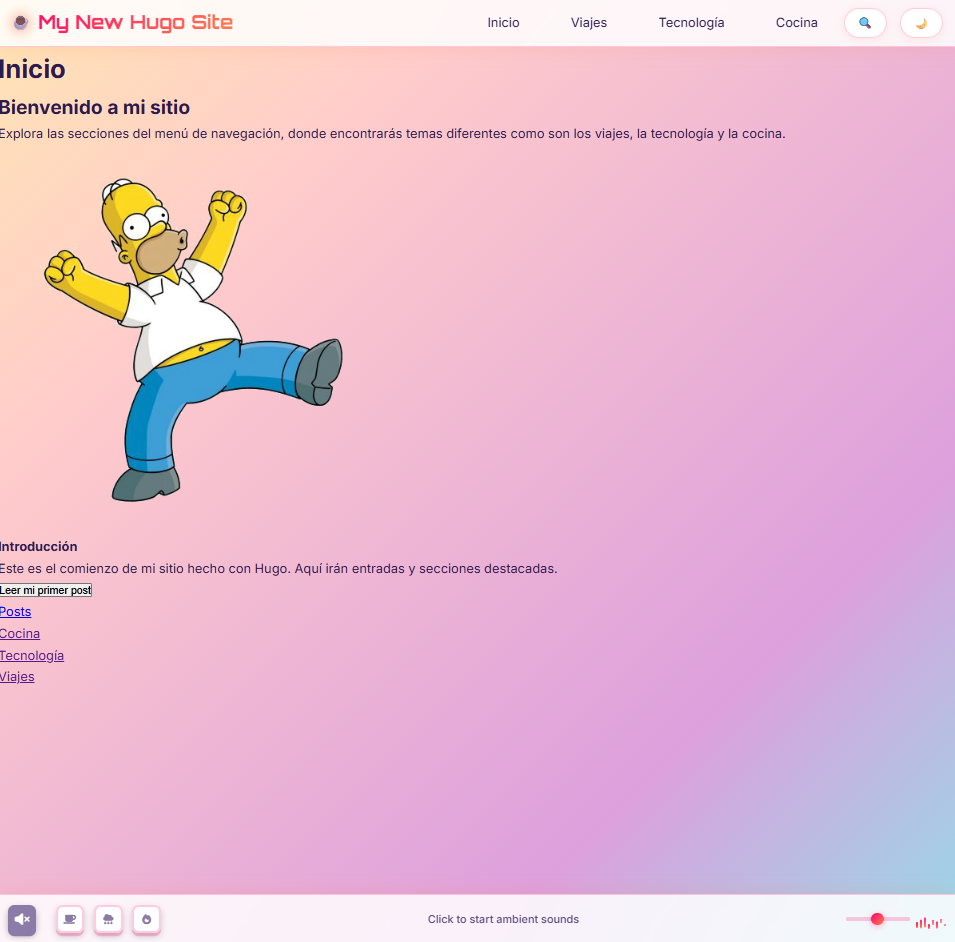 My New Hugo Site
Inicio Viajes Tecnología Cocina
Inicio
Bienvenido a mi sitio
Explora las secciones del menú de navegación, donde encontrarás temas diferentes como son los viajes, la tecnología y la cocina.
Introducción
Este es el comienzo de mi sitio hecho con Hugo. Aquí irán entradas y secciones destacadas.
Leer mi primer post
Posts
Cocina
Tecnología
Viajes
Click to start ambient sounds